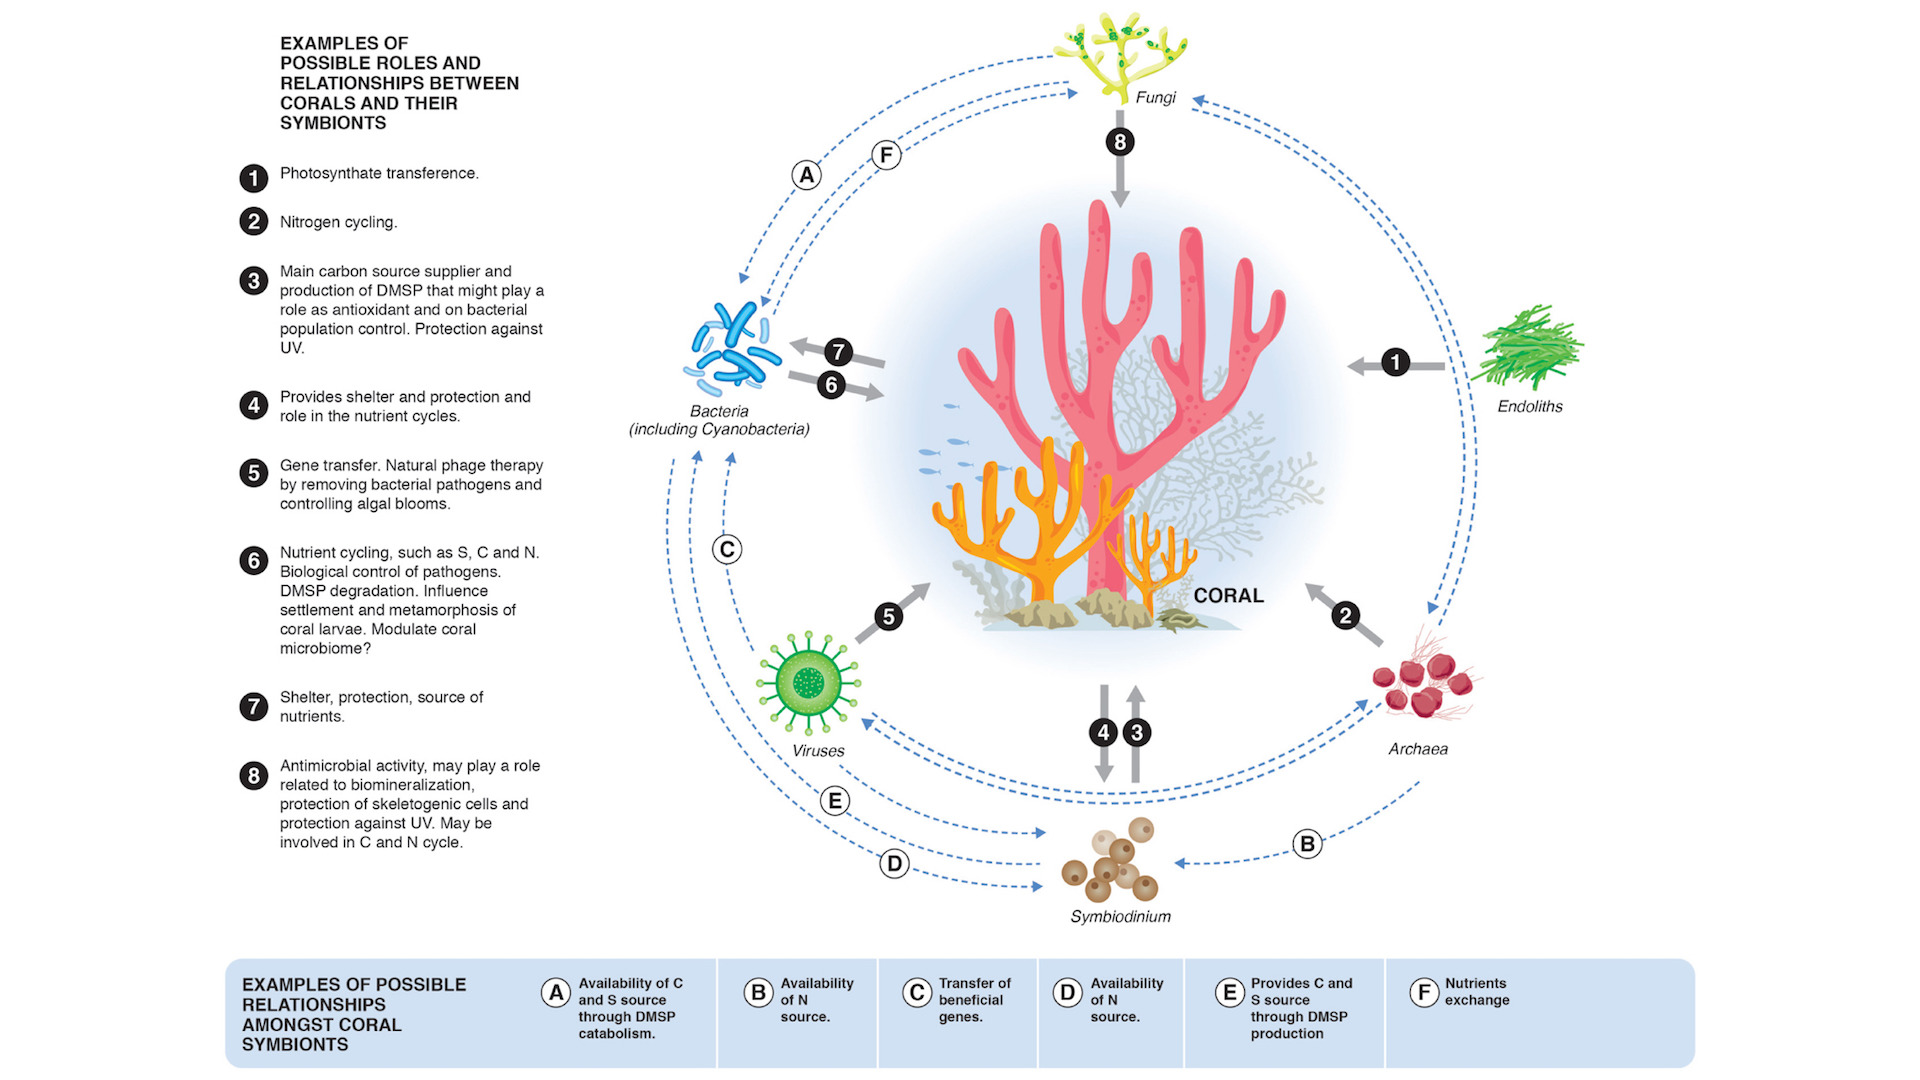 EXAMPLES OF
POSSIBLE ROLES AND
RELATIONSHIPS BETWEEN
CORALS AND THEIR
SYMBIONTS
1 Photosynthate transference.
2 Nitrogen cycling.
3 Main carbon source supplier and
production of DMSP that might play a
role as antioxidant and on bacterial
population control. Protection against
UV.
4 Provides shelter and protection and
role in the nutrient cycles.
5 Gene transfer. Natural phage therapy
by removing bacterial pathogens and
controlling algal blooms.
6 Nutrient cycling, such as S, C and N.
Biological control of pathogens.
DMSP degradation. Influence
settlement and metamorphosis of
coral larvae. Modulate coral
microbiome?
7 Shelter, protection, source of
nutrients.
8 Antimicrobial activity, may play a role
related to biomineralization,
protection of skeletogenic cells and
protection against UV. May be
involved in C and N cycle.
Fungi
8
F
A
7
6
1
Bacteria
(including Cyanobacteria)
Endoliths
C
CORAL
5
2
4 3
Viruses
Archaea
E
B
D
Symbiodinium
EXAMPLES OF POSSIBLE
RELATIONSHIPS
AMONGST CORAL
SYMBIONTS
A Availability of C
and S source
through DMSP
catabolism.
B Availability
of N
source.
C Transfer of
beneficial
genes.
D Availability
of N
source.
E Provides C and
S source
through DMSP
production
F Nutrients
exchange